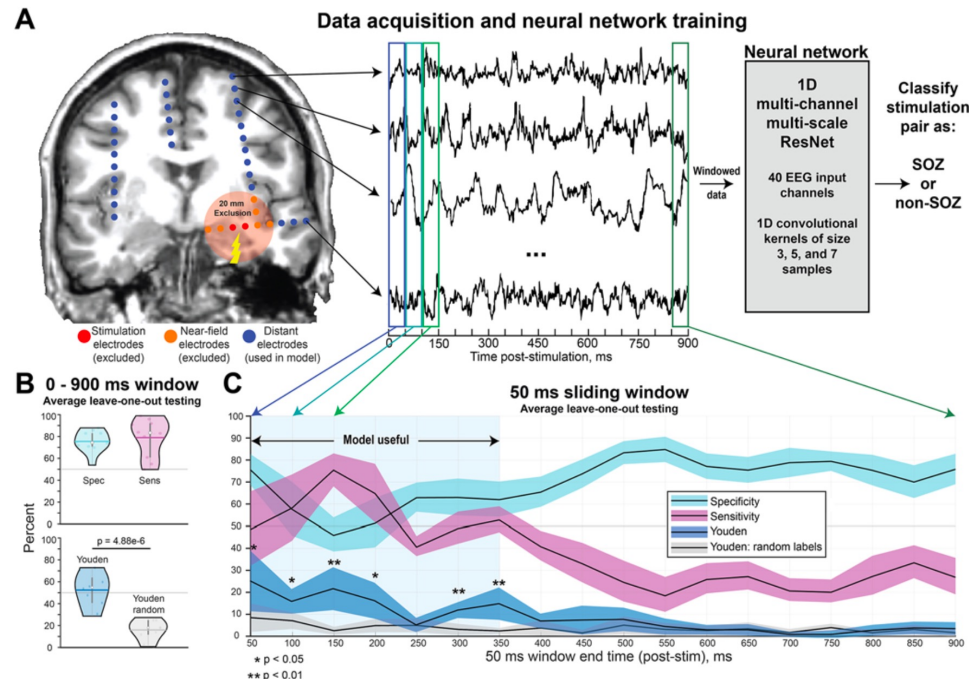 A
Data acquisition and neural network training
20 mm
Exclusion
Stimulation
electrodes
(excluded)
Near-field
electrodes
(excluded)
Distant
electrodes
(used in model)
...
0
150
300
450
600
750
900
Time post-stimulation, ms
Windowed
data
Neural network
1D
multi-channel
multi-scale
ResNet
40 EEG input
channels
1D convolutional
kernels of size
3, 5, and 7
samples
Classify
stimulation
pair as:
SOZ
or
non-SOZ
B
0 - 900 ms window
Average leave-one-out testing
Percent
100
80
60
40
20
0
Spec
Sens
100
80
60
40
20
0
p = 4.88e-6
Youden
Youden
random
C
50 ms sliding window
Average leave-one-out testing
100
90
80
70
60
50
40
30
20
10
0
Model useful
*
*
**
*
**
**
Specificity
Sensitivity
Youden
Youden: random labels
50
100
150
200
250
300
350
400
450
500
550
600
650
700
750
800
850
900
50 ms window end time (post-stim), ms
* p < 0.05
** p < 0.01